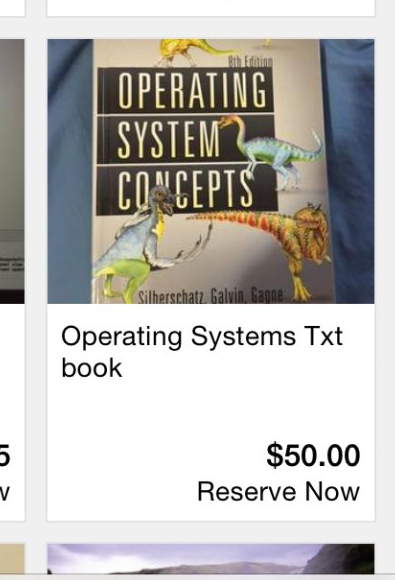 8th Edition
OPERATING
SYSTEM
CONCEPTS
Silberschatz, Galvin, Gagne
Operating Systems Txt
book
5
$50.00
w
Reserve Now